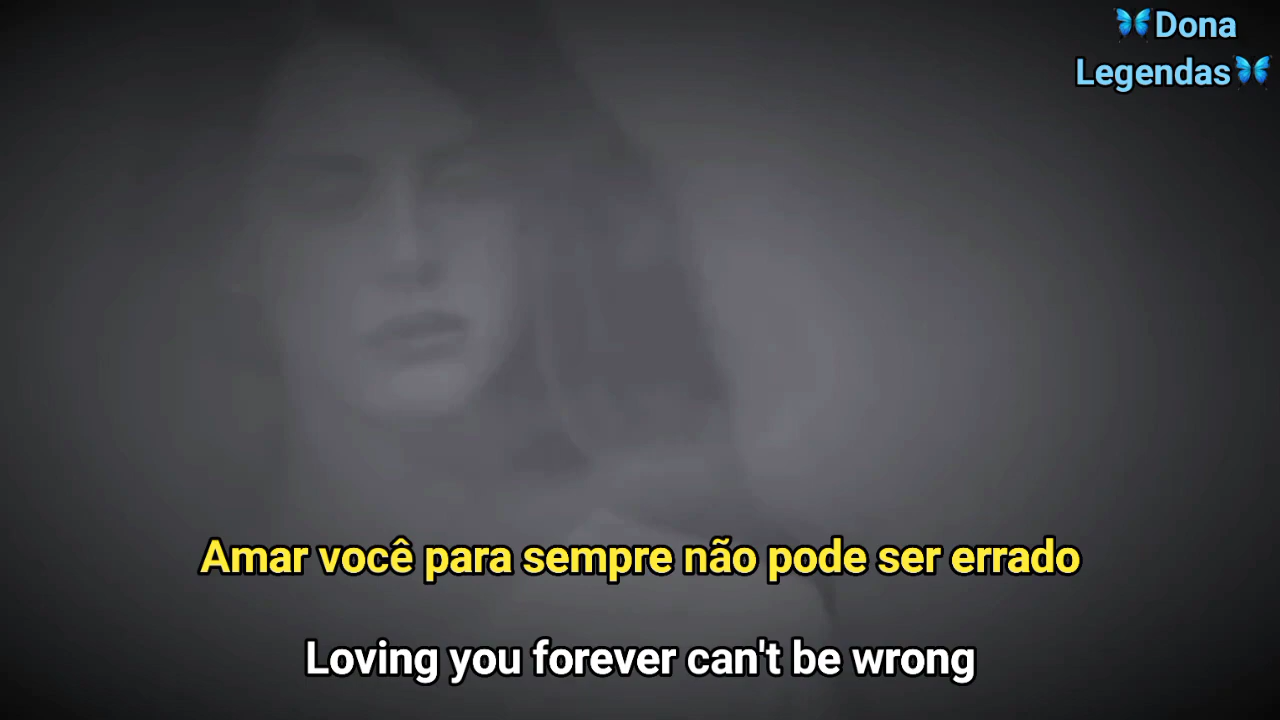 🦋Dona
Legendas🦋
Amar você para sempre não pode ser errado
Loving you forever can't be wrong